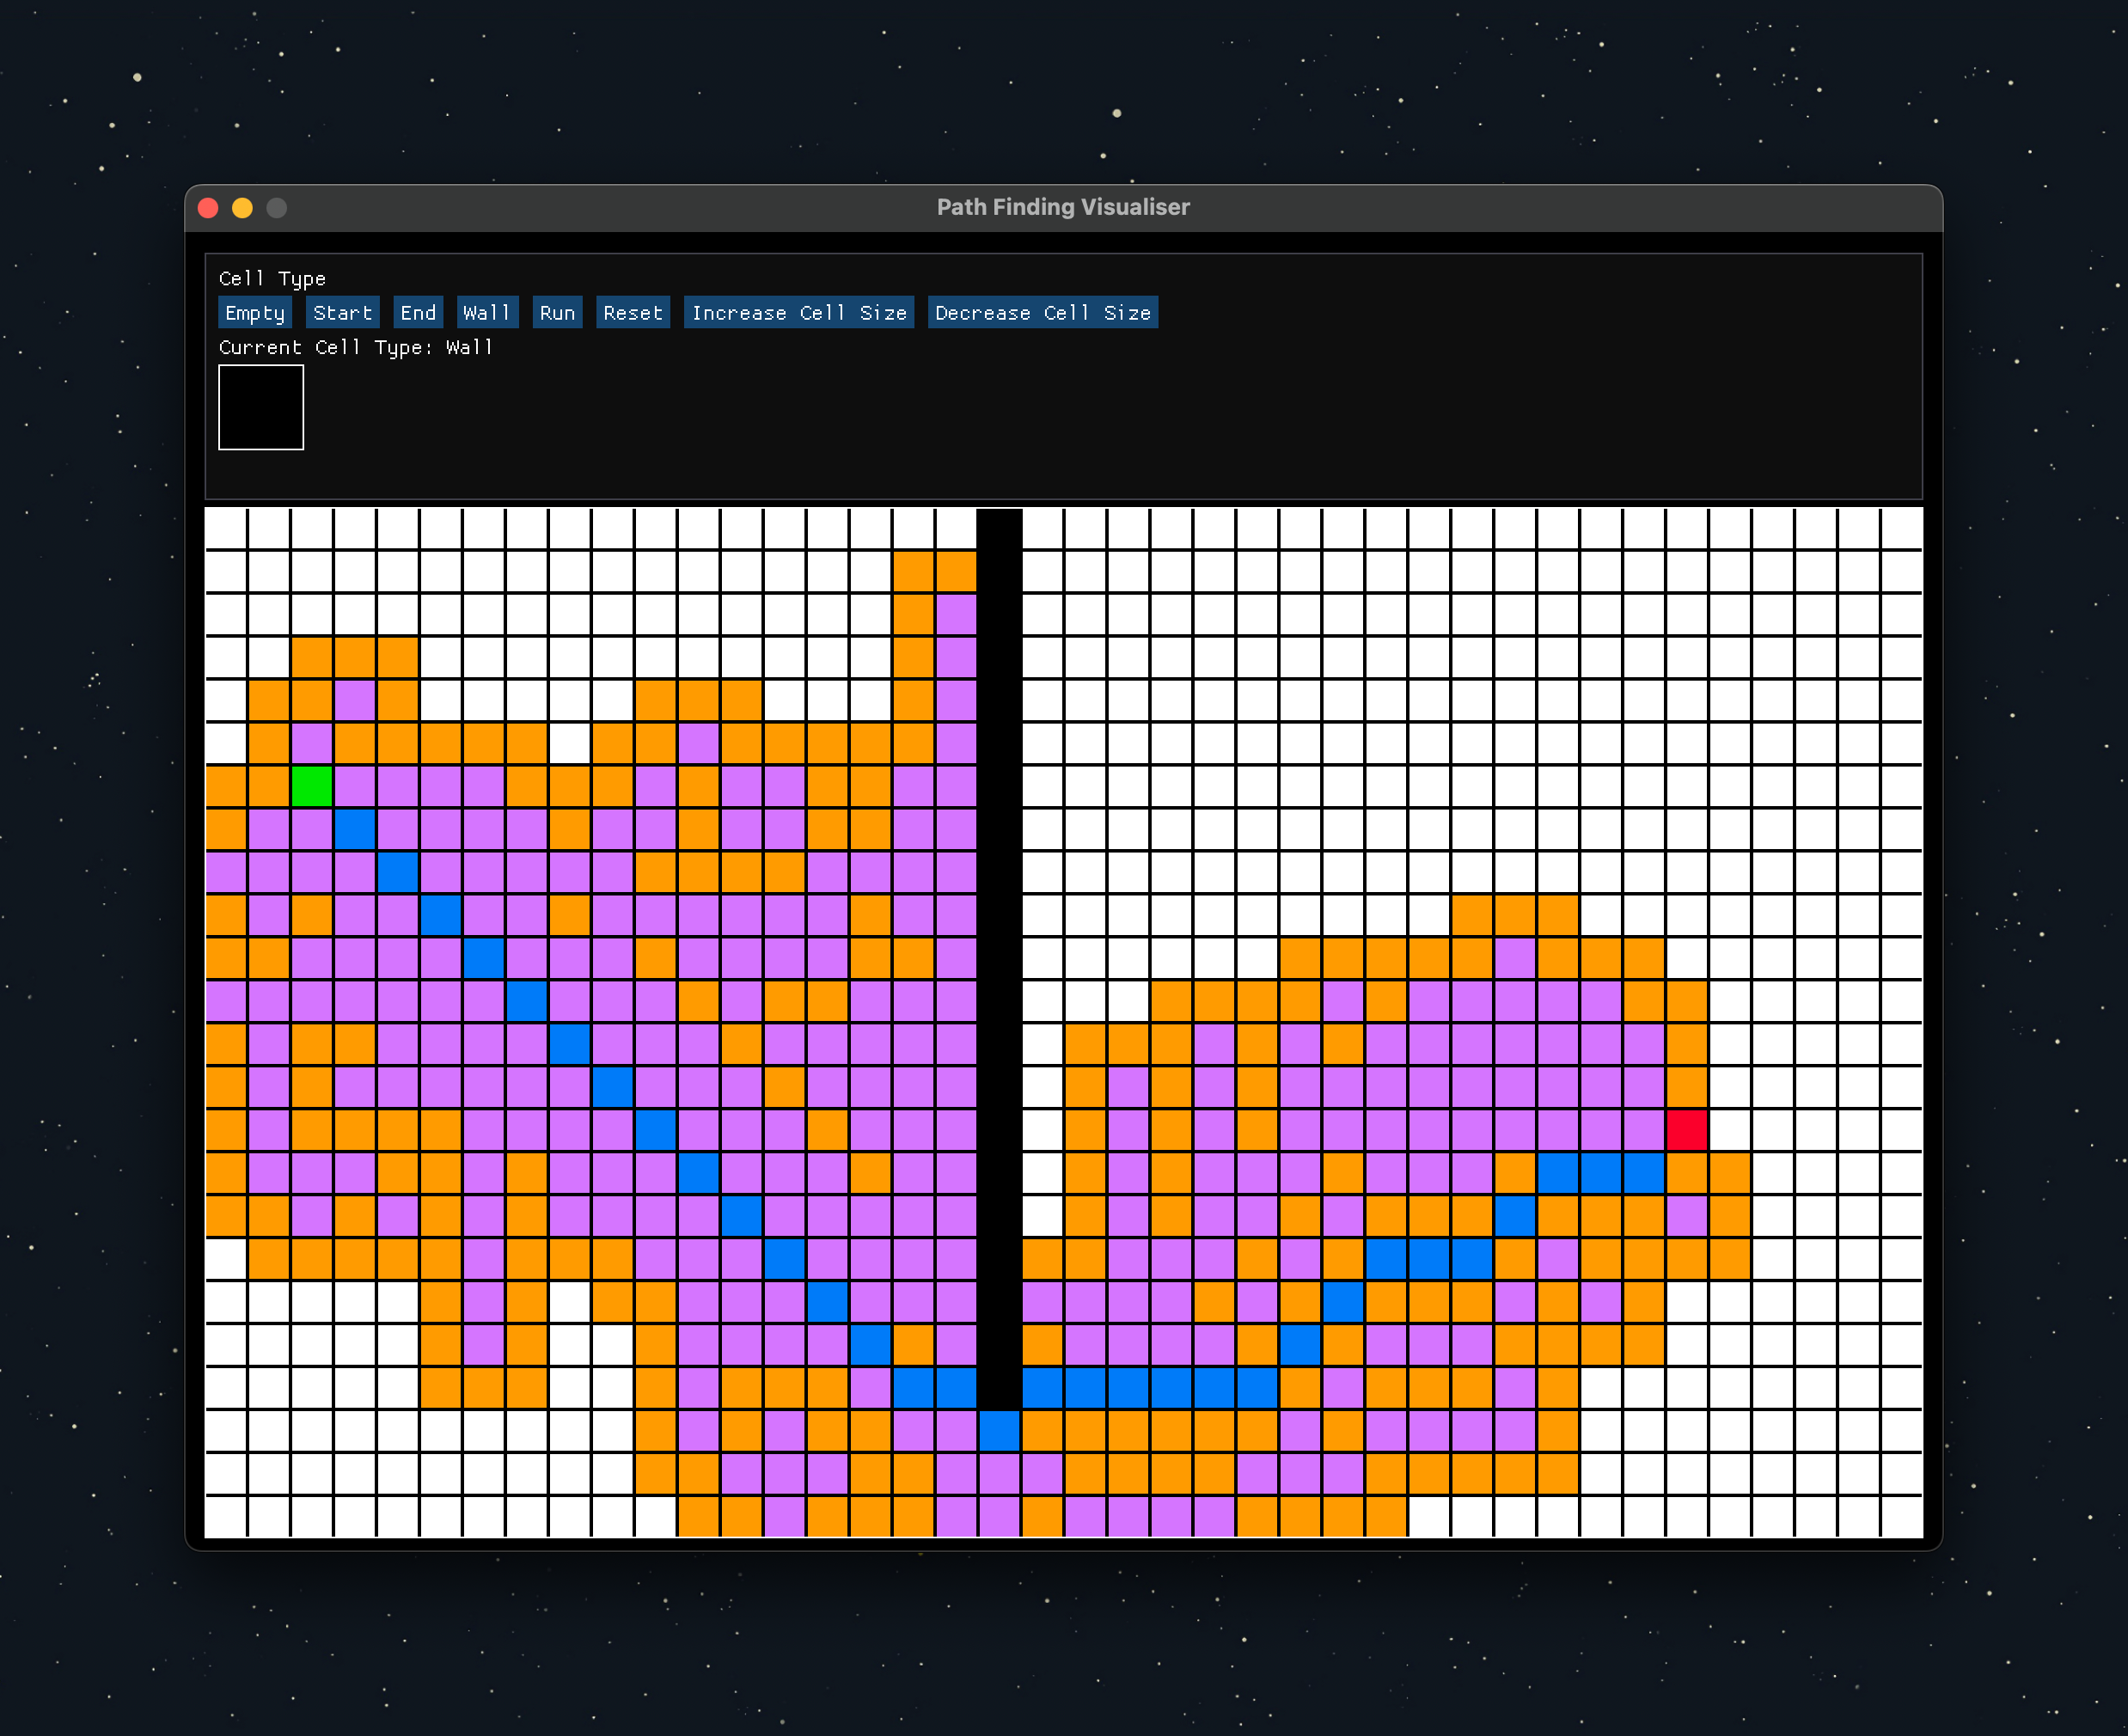 Path Finding Visualiser
Cell Type
Empty Start End Wall Run Reset Increase Cell Size Decrease Cell Size
Current Cell Type: Wall